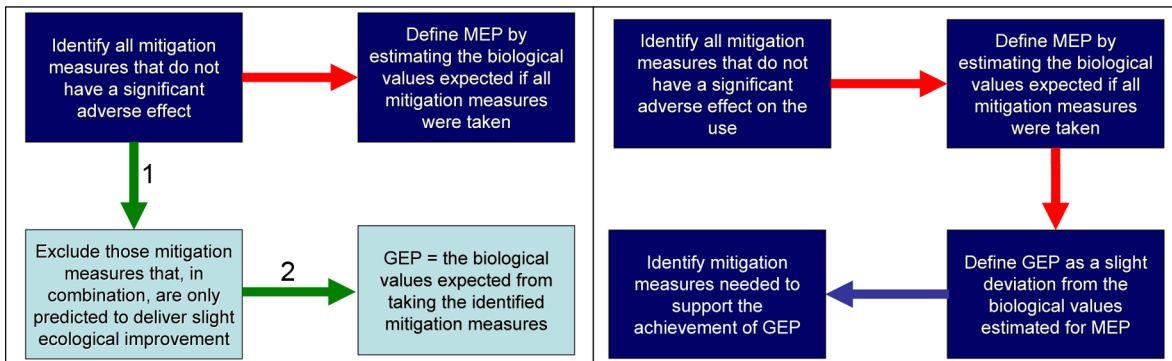 Identify all mitigation
measures that do not
have a significant
adverse effect
Define MEP by
estimating the biological
values expected if all
mitigation measures
were taken
1
Exclude those mitigation
measures that, in
combination, are only
predicted to deliver slight
ecological improvement
2
GEP = the biological
values expected from
taking the identified
mitigation measures
Identify all mitigation
measures that do not
have a significant
adverse effect on the
use
Define MEP by
estimating the biological
values expected if all
mitigation measures
were taken
Identify mitigation
measures needed to
support the
achievement of GEP
Define GEP as a slight
deviation from the
biological values
estimated for MEP